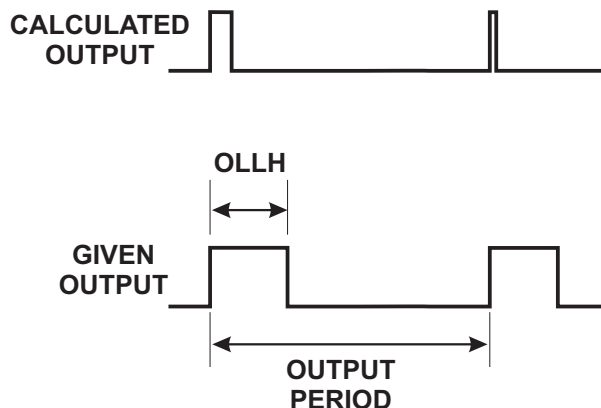 CALCULATED
OUTPUT
OLLH
GIVEN
OUTPUT
OUTPUT
PERIOD